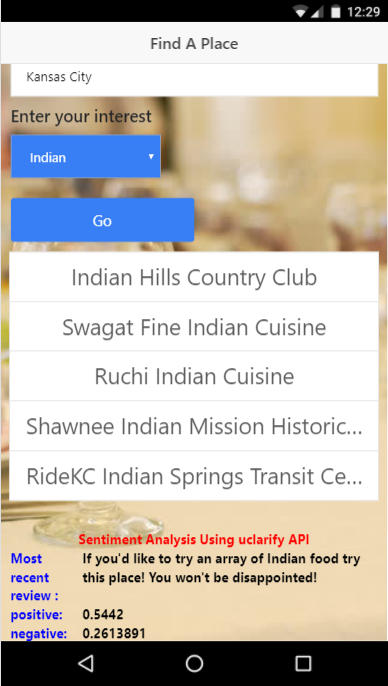 12:29
Find A Place
Kansas City
Enter your interest
Indian
Go
Indian Hills Country Club
Swagat Fine Indian Cuisine
Ruchi Indian Cuisine
Shawnee Indian Mission Historic...
RideKC Indian Springs Transit Ce...
Sentiment Analysis Using uclarify API
Most recent review :
If you'd like to try an array of Indian food try
this place! You won't be disappointed!
positive: 0.5442
negative: 0.2613891